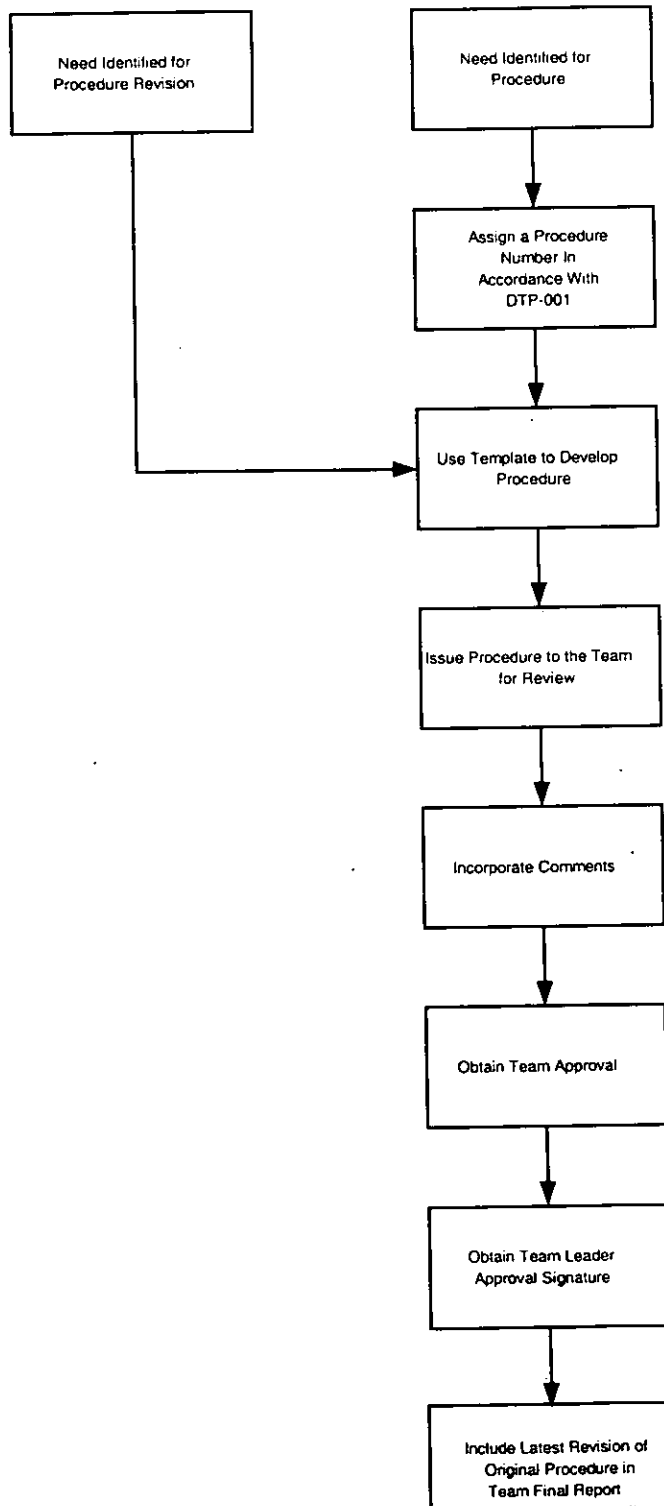 Need Identified for
Procedure Revision
Need Identified for
Procedure
Assign a Procedure
Number In
Accordance With
DTP-001
Use Template to Develop
Procedure
Issue Procedure to the Team
for Review
Incorporate Comments
Obtain Team Approval
Obtain Team Leader
Approval Signature
Include Latest Revision of
Original Procedure in
Team Final Report